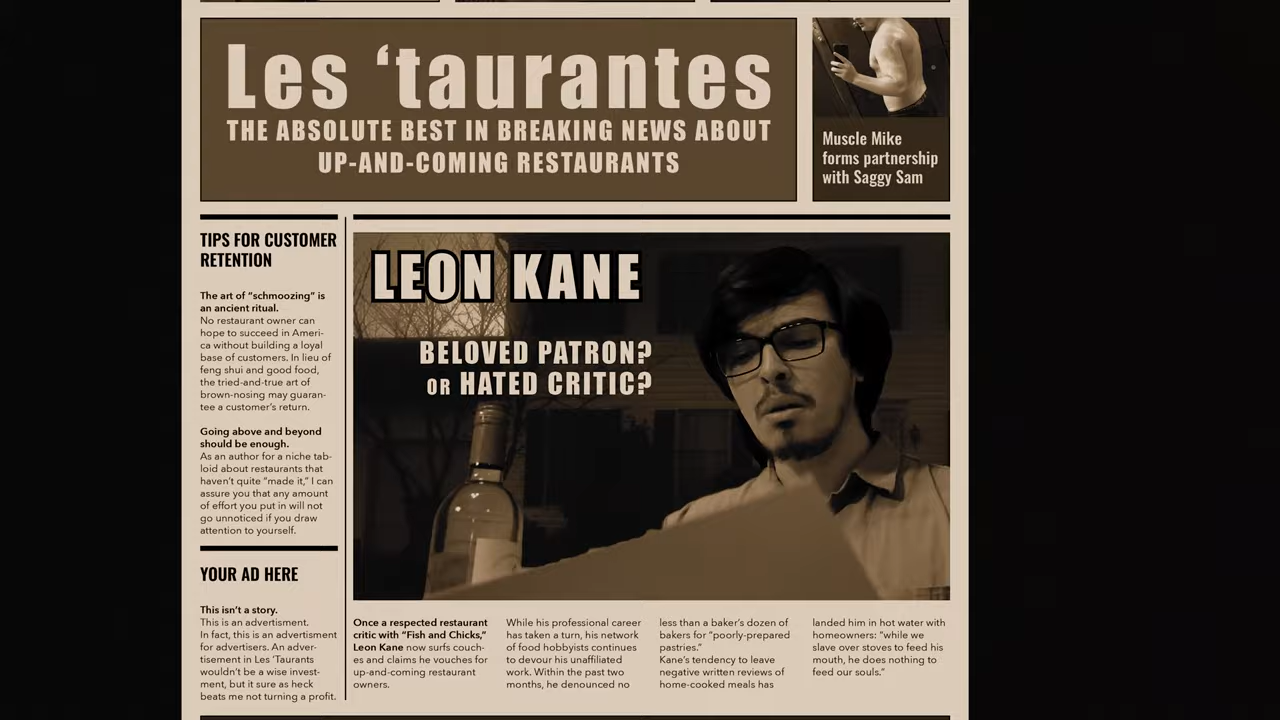 Les ‘taurantes
THE ABSOLUTE BEST IN BREAKING NEWS ABOUT
UP-AND-COMING RESTAURANTS
Muscle Mike
forms partnership
with Saggy Sam
TIPS FOR CUSTOMER
RETENTION
The art of “schmoozing” is
an ancient ritual.
No restaurant owner can
hope to succeed in Ameri-
ca without building a loyal
base of customers. In lieu of
feng shui and good food,
the tried-and-true art of
brown-nosing may guaran-
tee a customer’s return.
Going above and beyond
should be enough.
As an author for a niche tab-
loid about restaurants that
haven’t quite “made it,” I can
assure you that any amount
of effort you put in will not
go unnoticed if you draw
attention to yourself.
YOUR AD HERE
This isn’t a story.
This is an advertisment.
In fact, this is an advertisment
for advertisers. An adver-
tisement in Les ‘Taurants
wouldn’t be a wise invest-
ment, but it sure as heck
beats me not turning a profit.
LEON KANE
BELOVED PATRON?
OR HATED CRITIC?
Once a respected restaurant
critic with “Fish and Chicks,”
Leon Kane now surfs couch-
es and claims he vouches for
up-and-coming restaurant
owners.
While his professional career
has taken a turn, his network
of food hobbyists continues
to devour his unaffiliated
work. Within the past two
months, he denounced no
less than a baker’s dozen of
bakers for “poorly-prepared
pastries.”
Kane’s tendency to leave
negative written reviews of
home-cooked meals has
landed him in hot water with
homeowners: “while we
slave over stoves to feed his
mouth, he does nothing to
feed our souls.”